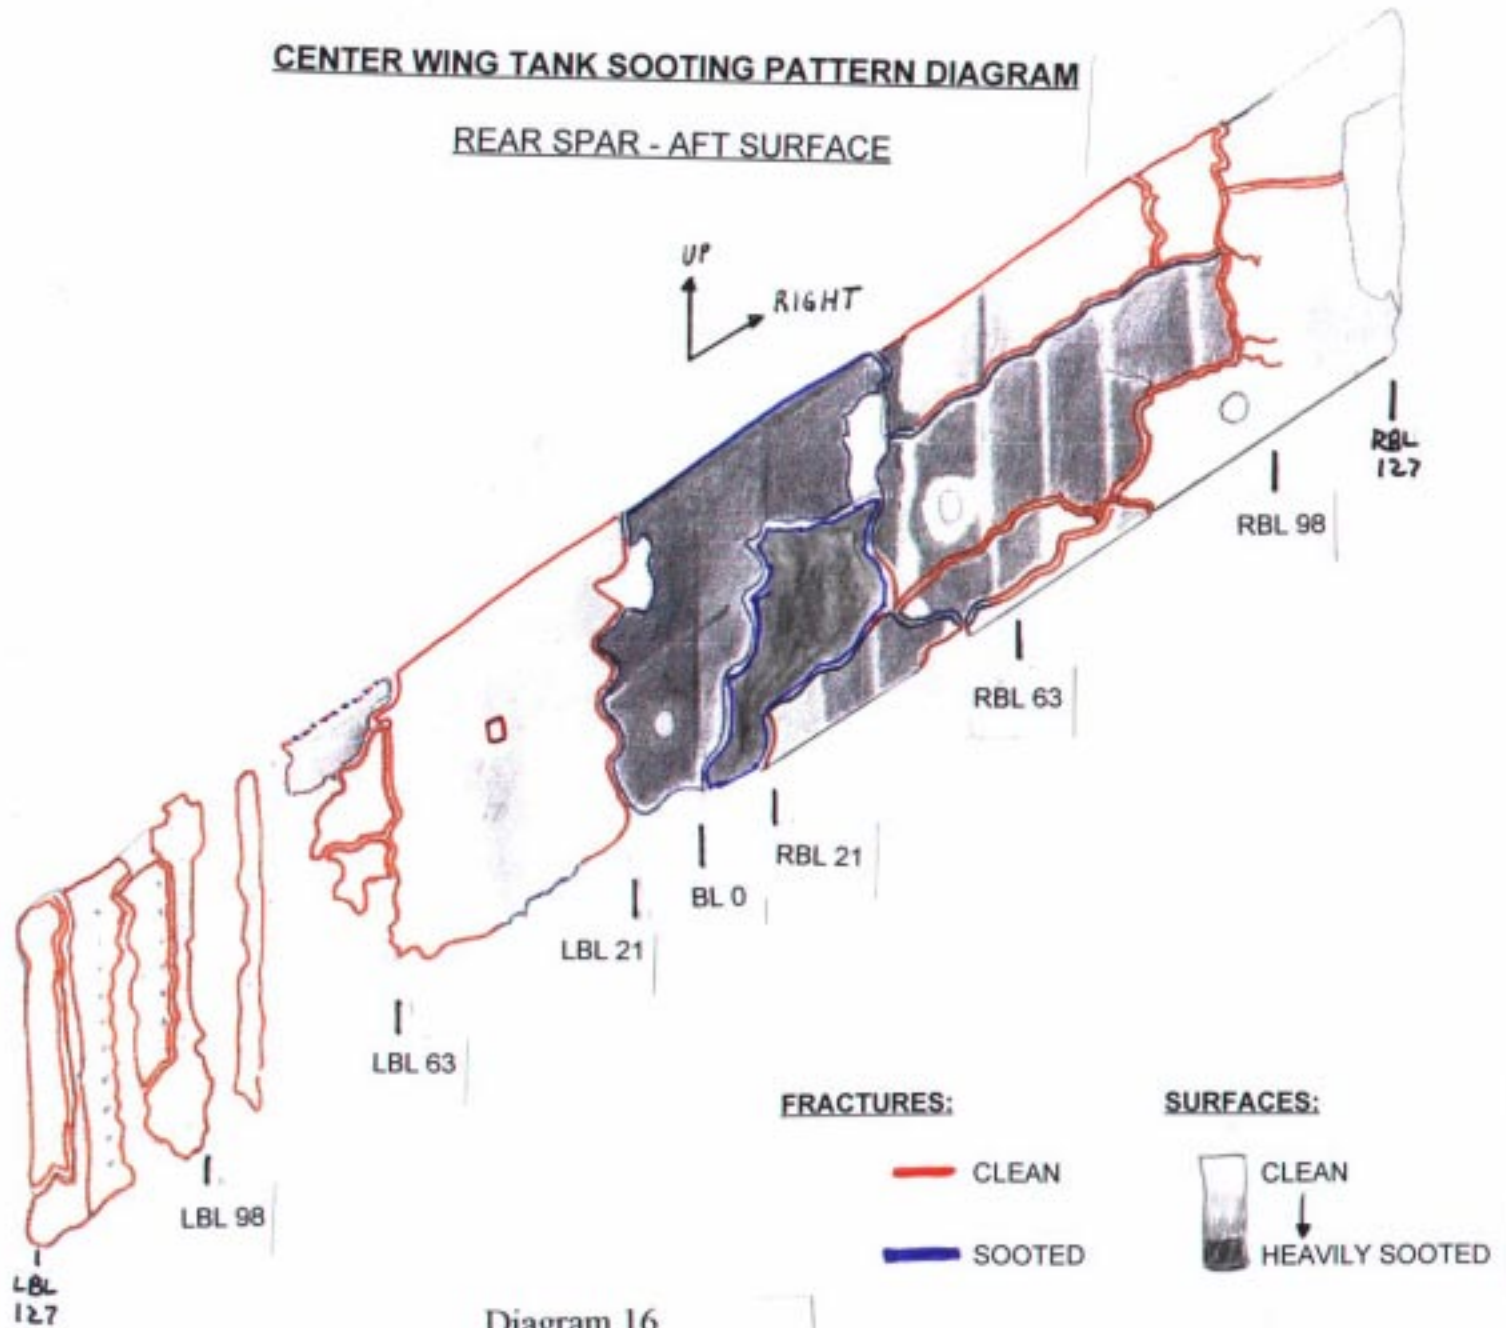 CENTER WING TANK SOOTING PATTERN DIAGRAM
REAR SPAR - AFT SURFACE
UP
RIGHT
RBL
127
RBL 98
RBL 63
RBL 21
BL 0
LBL 21
LBL 63
LBL 98
LBL
127
FRACTURES:
CLEAN
SOOTED
SURFACES:
CLEAN
HEAVILY SOOTED
Diagram 16